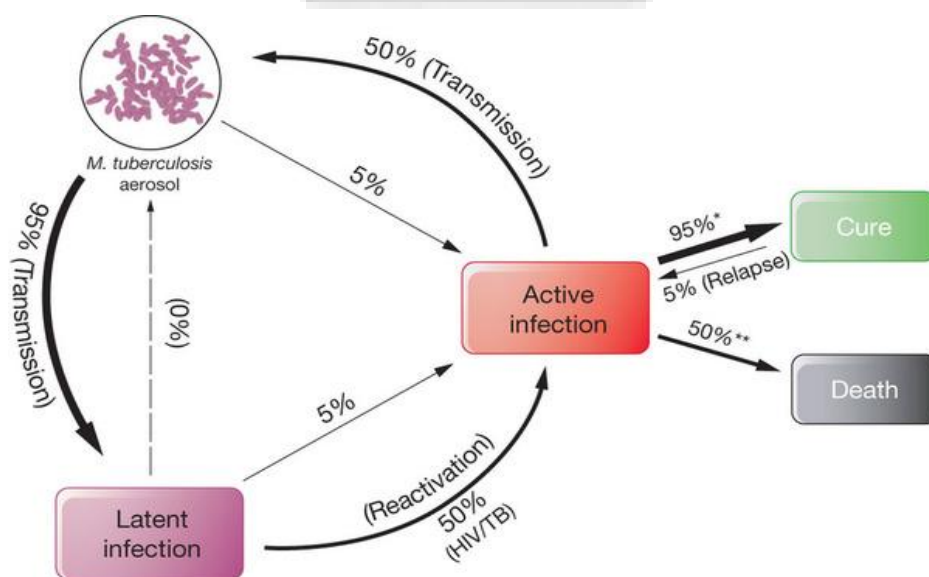 50% (Transmission)
M. tuberculosis
aerosol
5%
95% (Transmission)
(0%)
95%*
5% (Relapse)
Cure
Active
infection
50%**
Death
5%
(Reactivation)
50%
(HIV/TB)
Latent
infection